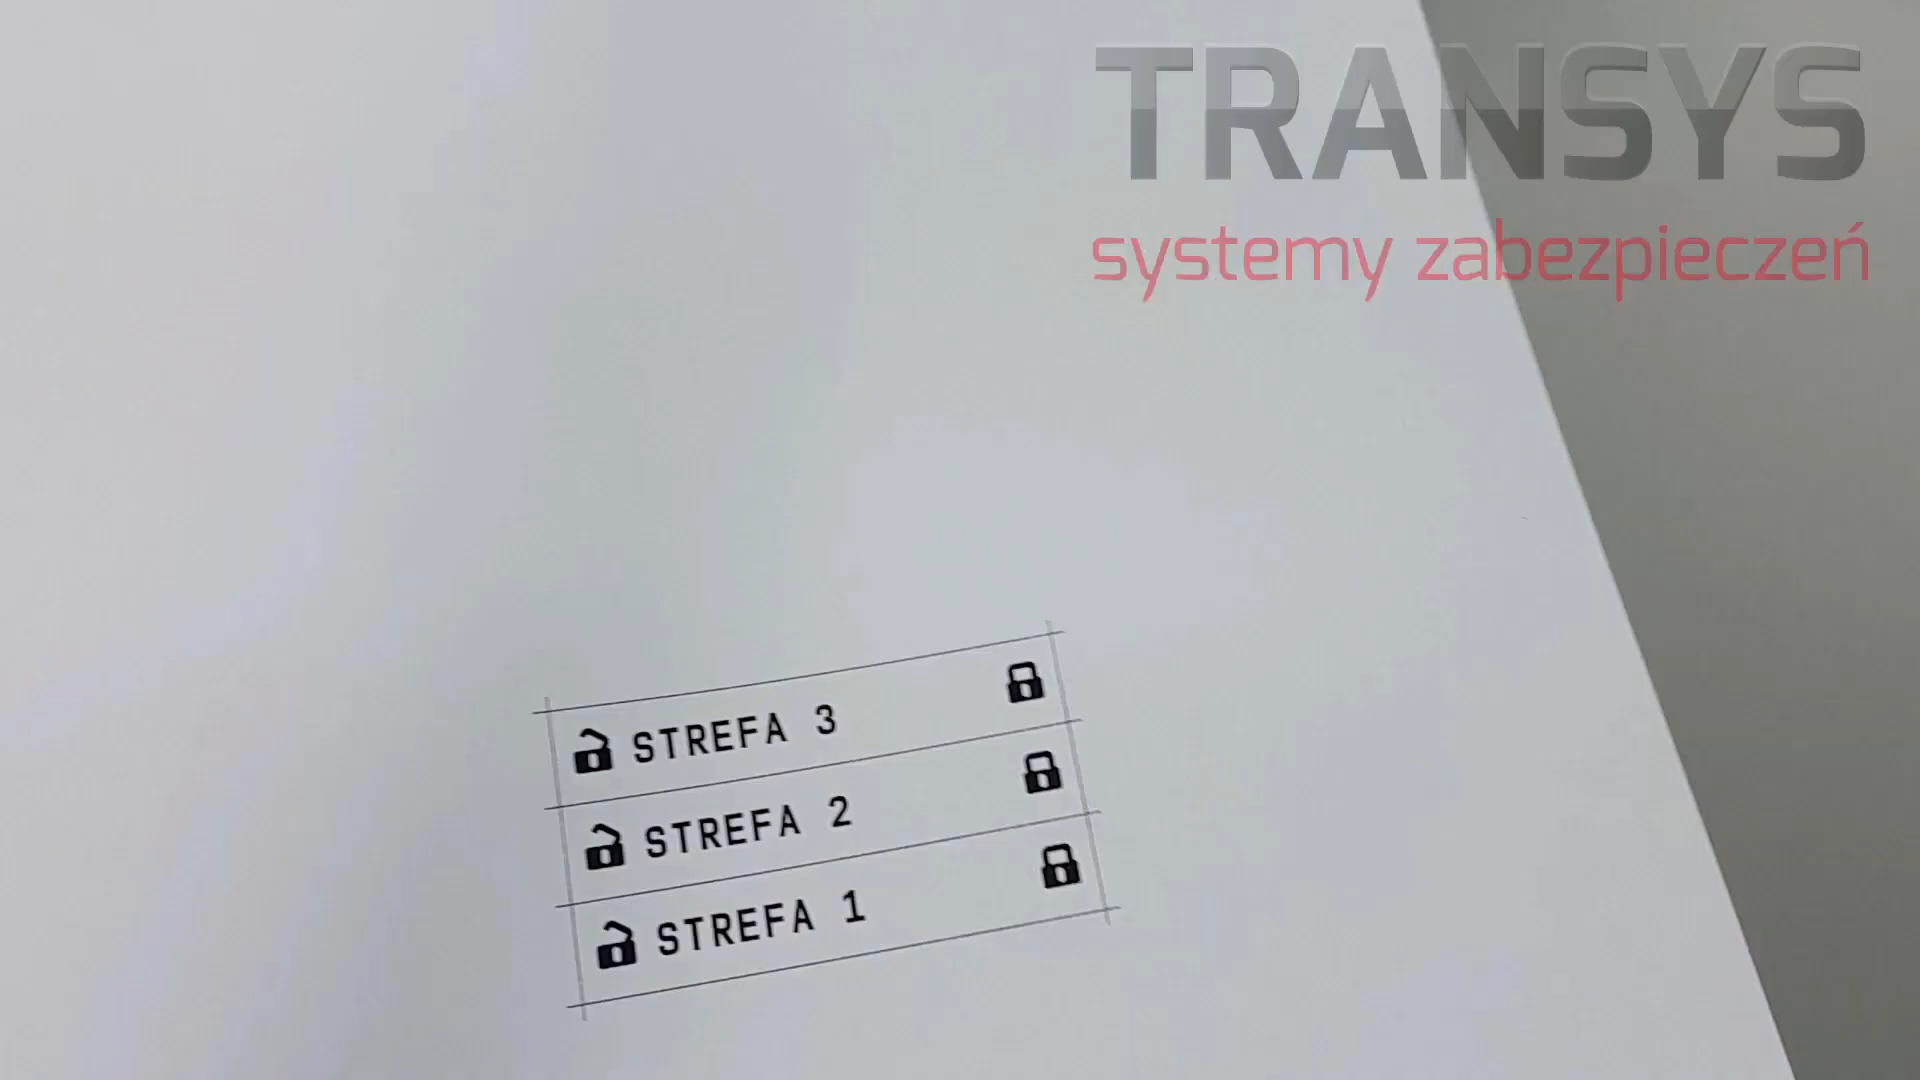 TRANSYS
systemy zabezpieczeń
STREFA 3
STREFA 2
STREFA 1